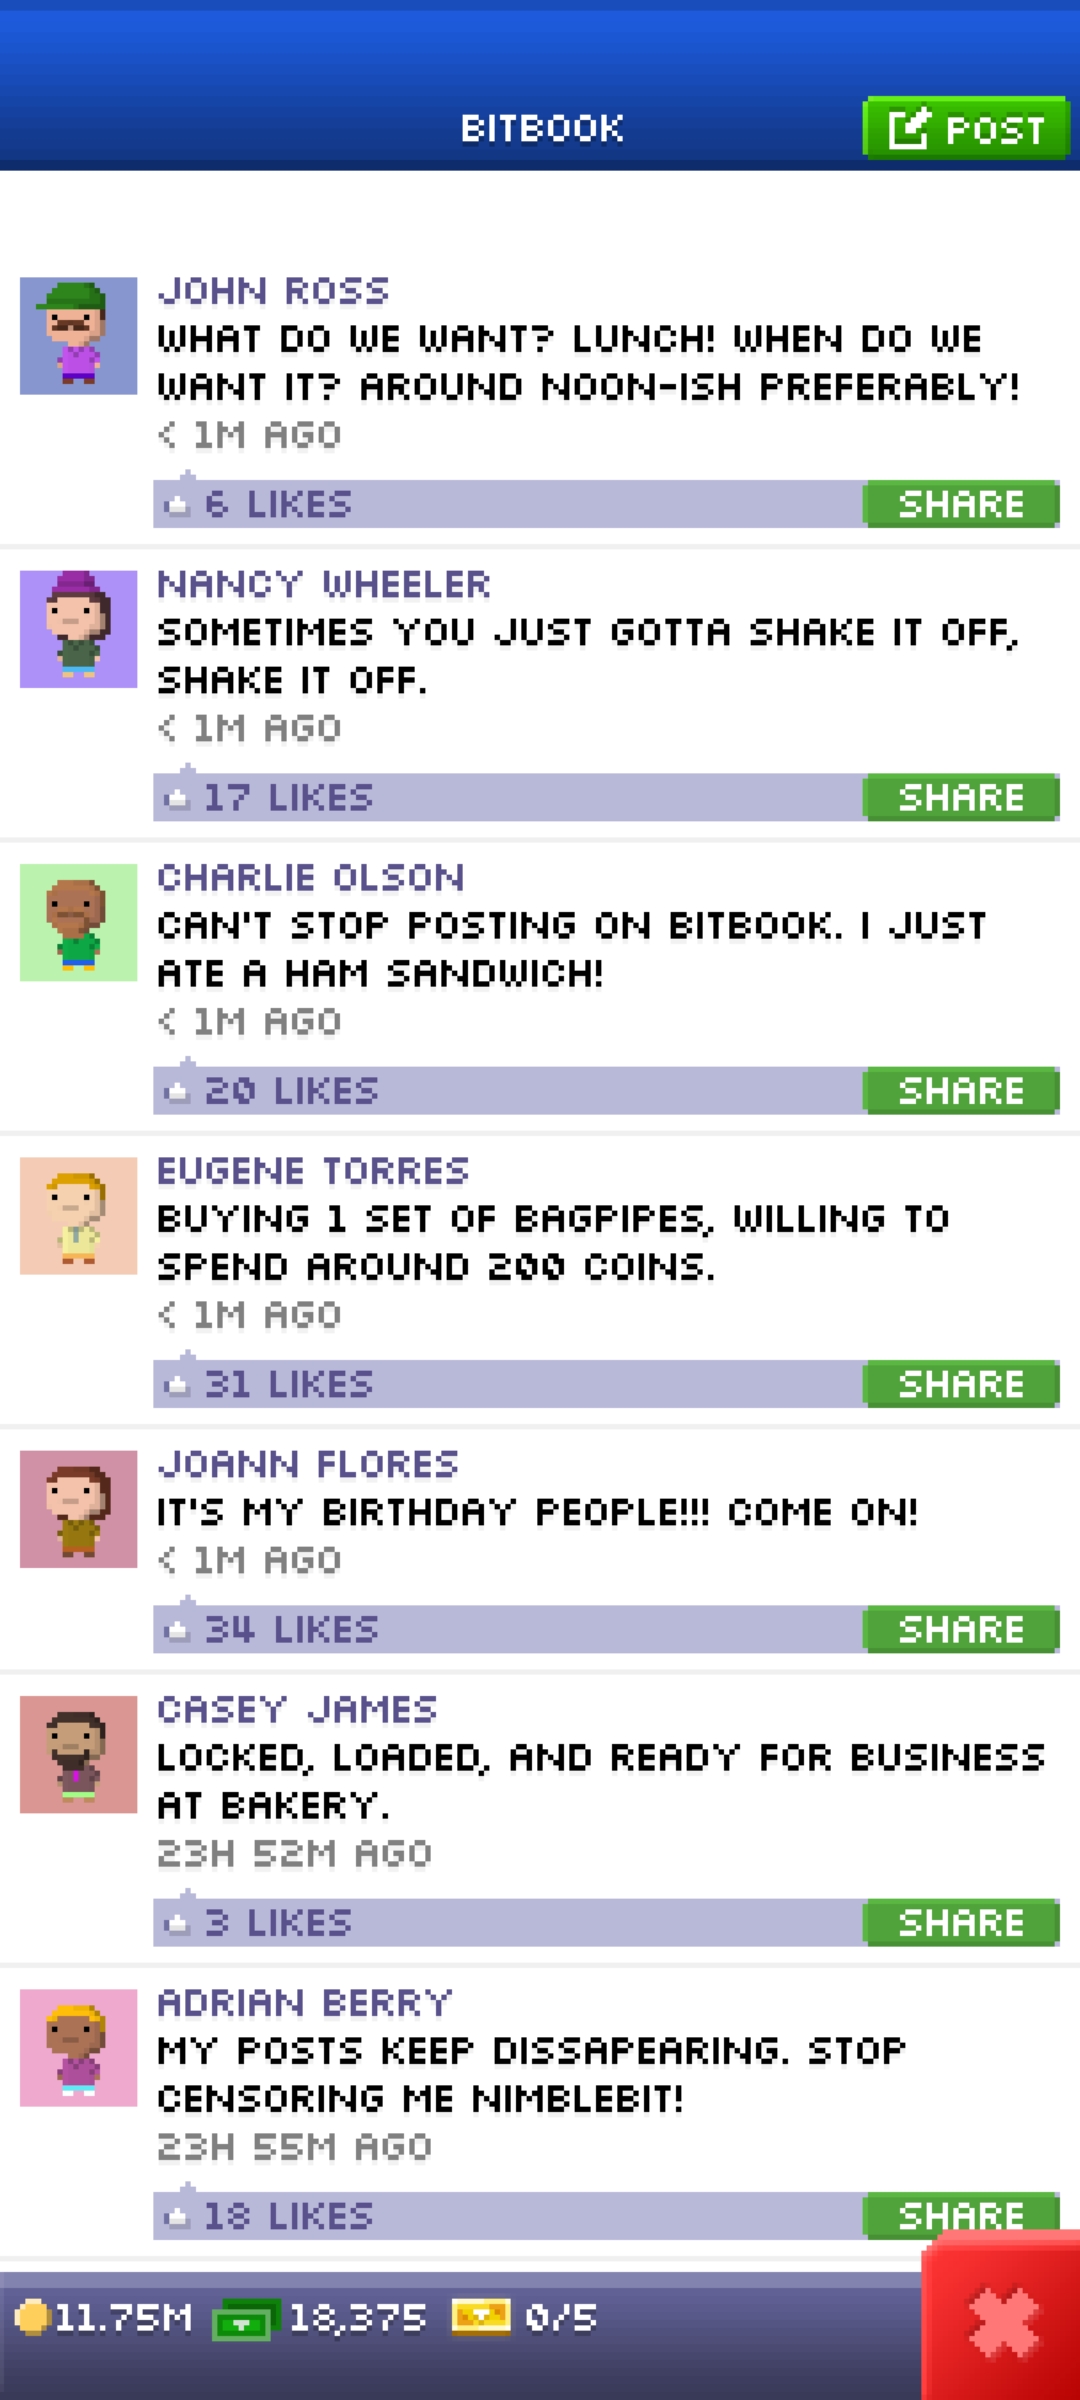 BITBOOK
POST
JOHN ROSS
WHAT DO WE WANT? LUNCH! WHEN DO WE
WANT IT? AROUND NOON-ISH PREFERABLY!
< 1M AGO
6 LIKES
SHARE
NANCY WHEELER
SOMETIMES YOU JUST GOTTA SHAKE IT OFF,
SHAKE IT OFF.
< 1M AGO
17 LIKES
SHARE
CHARLIE OLSON
CAN'T STOP POSTING ON BITBOOK. I JUST
ATE A HAM SANDWICH!
< 1M AGO
20 LIKES
SHARE
EUGENE TORRES
BUYING 1 SET OF BAGPIPES, WILLING TO
SPEND AROUND 200 COINS.
< 1M AGO
31 LIKES
SHARE
JOANN FLORES
IT'S MY BIRTHDAY PEOPLE!!! COME ON!
< 1M AGO
34 LIKES
SHARE
CASEY JAMES
LOCKED, LOADED, AND READY FOR BUSINESS
AT BAKERY.
23H 52M AGO
3 LIKES
SHARE
ADRIAN BERRY
MY POSTS KEEP DISSAPEARING. STOP
CENSORING ME NIMBLEBIT!
23H 55M AGO
18 LIKES
SHARE
11.75M 18,375 0/5